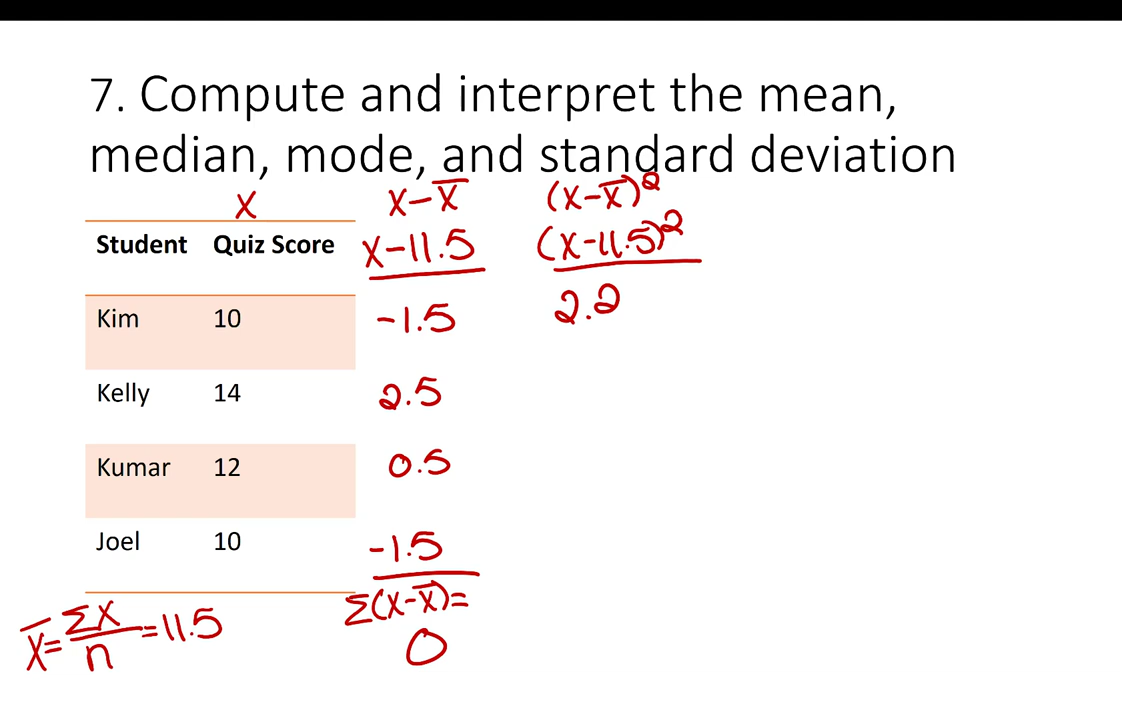 7. Compute and interpret the mean,
median, mode, and standard deviation
x x-x̄ (x-x̄)²
Student Quiz Score x-11.5 (x-11.5)²
Kim 10 -1.5 2.2
Kelly 14 2.5
Kumar 12 0.5
Joel 10 -1.5
x̄=Σx/n=11.5 Σ(x-x̄)=
0